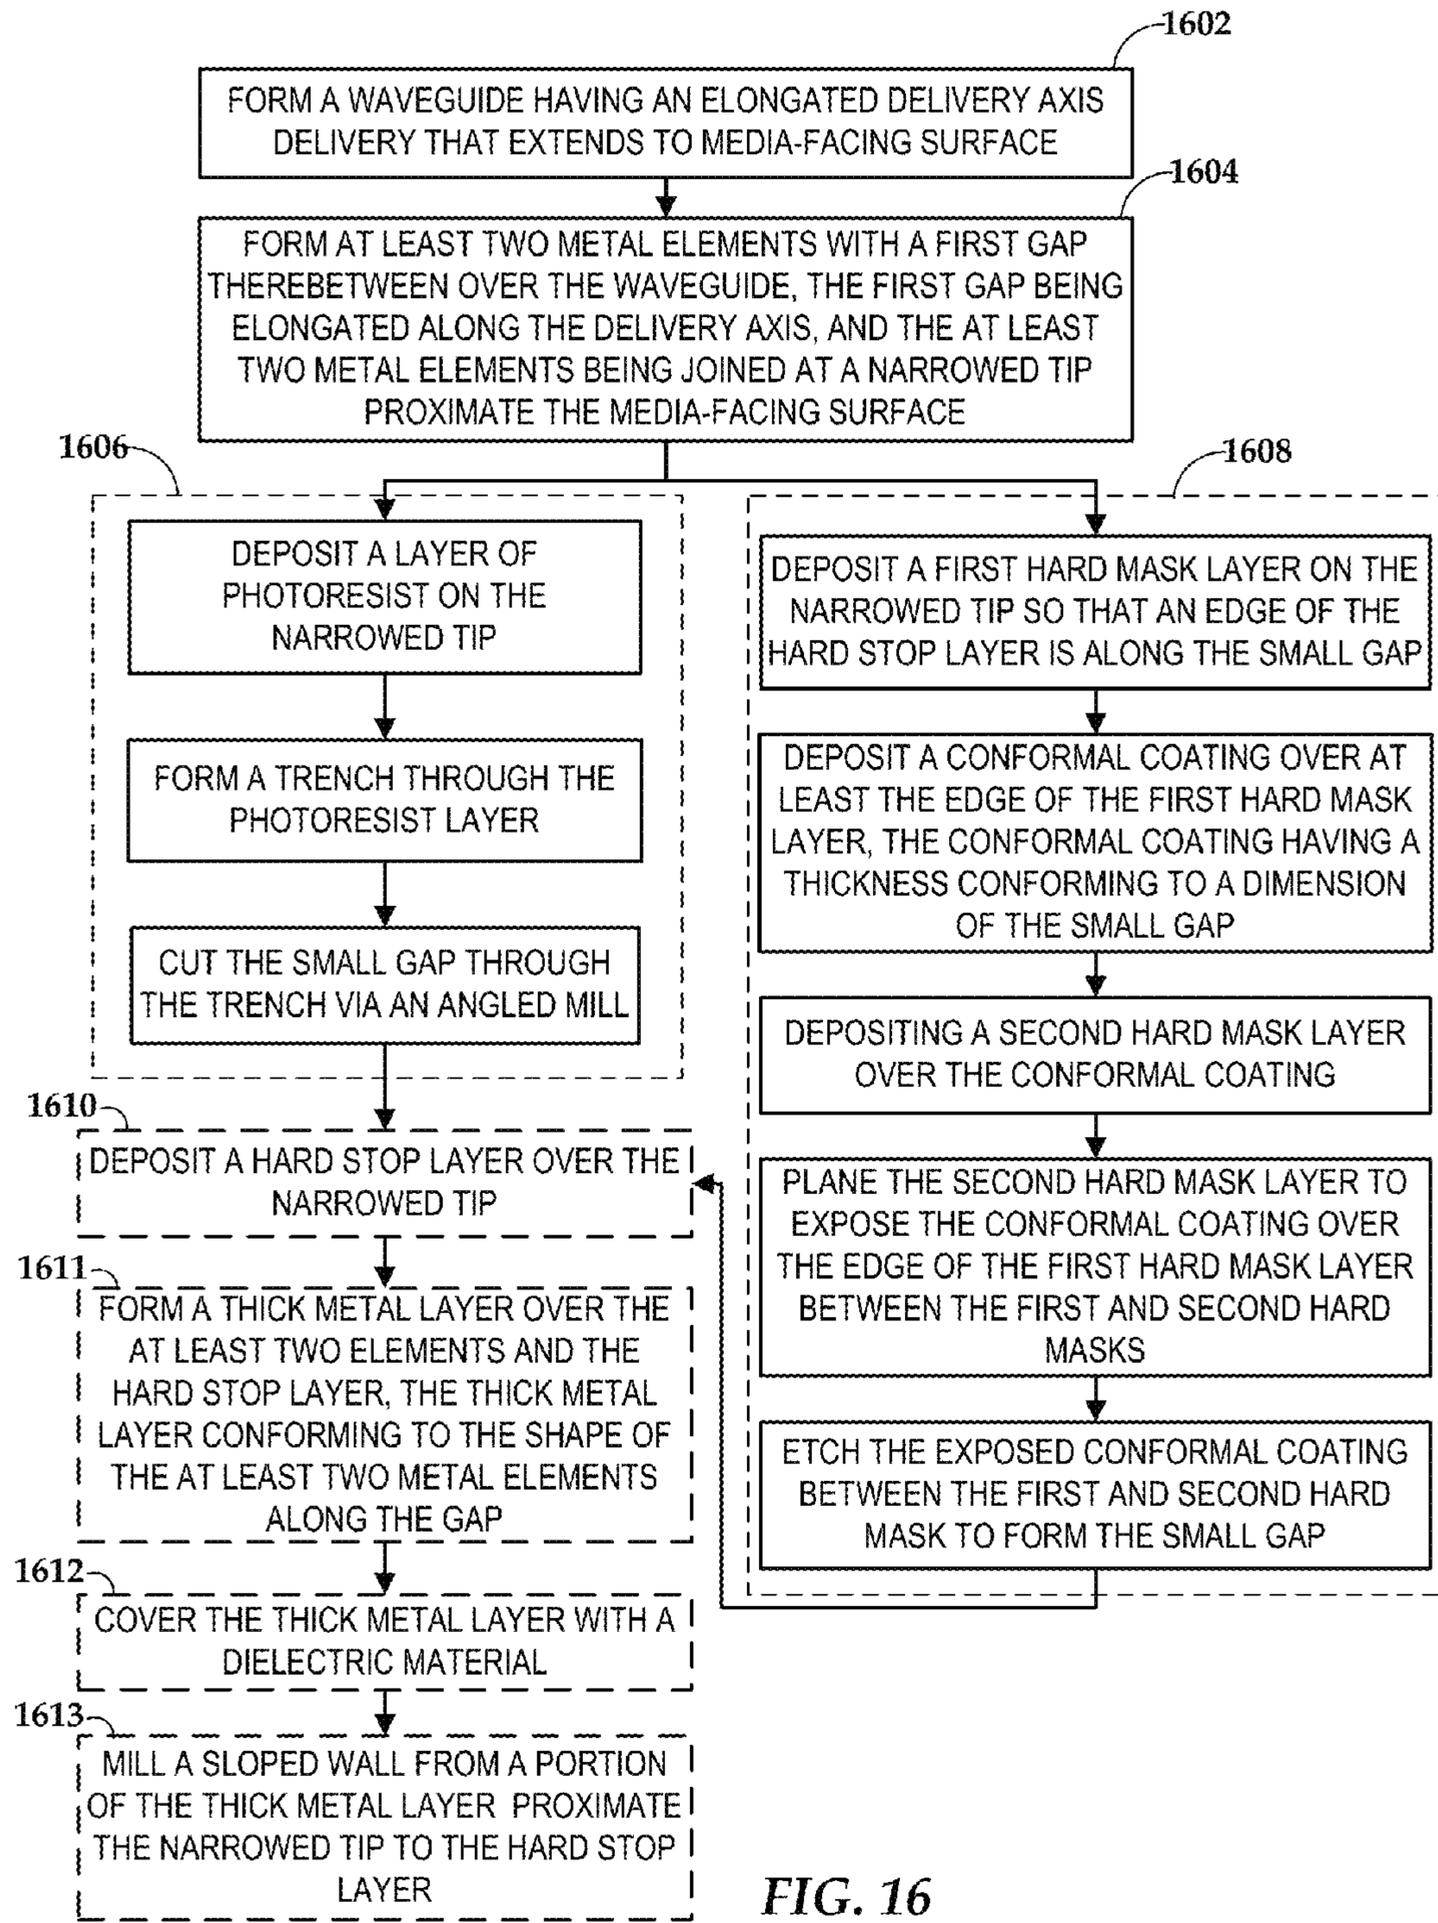 1602
FORM A WAVEGUIDE HAVING AN ELONGATED DELIVERY AXIS
DELIVERY THAT EXTENDS TO MEDIA-FACING SURFACE
1604
FORM AT LEAST TWO METAL ELEMENTS WITH A FIRST GAP
THEREBETWEEN OVER THE WAVEGUIDE, THE FIRST GAP BEING
ELONGATED ALONG THE DELIVERY AXIS, AND THE AT LEAST
TWO METAL ELEMENTS BEING JOINED AT A NARROWED TIP
PROXIMATE THE MEDIA-FACING SURFACE
1606
DEPOSIT A LAYER OF
PHOTORESIST ON THE
NARROWED TIP
FORM A TRENCH THROUGH THE
PHOTORESIST LAYER
CUT THE SMALL GAP THROUGH
THE TRENCH VIA AN ANGLED MILL
1608
DEPOSIT A FIRST HARD MASK LAYER ON THE
NARROWED TIP SO THAT AN EDGE OF THE
HARD STOP LAYER IS ALONG THE SMALL GAP
DEPOSIT A CONFORMAL COATING OVER AT
LEAST THE EDGE OF THE FIRST HARD MASK
LAYER, THE CONFORMAL COATING HAVING A
THICKNESS CONFORMING TO A DIMENSION
OF THE SMALL GAP
DEPOSITING A SECOND HARD MASK LAYER
OVER THE CONFORMAL COATING
PLANE THE SECOND HARD MASK LAYER TO
EXPOSE THE CONFORMAL COATING OVER
THE EDGE OF THE FIRST HARD MASK LAYER
BETWEEN THE FIRST AND SECOND HARD
MASKS
ETCH THE EXPOSED CONFORMAL COATING
BETWEEN THE FIRST AND SECOND HARD
MASK TO FORM THE SMALL GAP
1610
DEPOSIT A HARD STOP LAYER OVER THE
NARROWED TIP
1611
FORM A THICK METAL LAYER OVER THE
AT LEAST TWO ELEMENTS AND THE
HARD STOP LAYER, THE THICK METAL
LAYER CONFORMING TO THE SHAPE OF
THE AT LEAST TWO METAL ELEMENTS
ALONG THE GAP
1612
COVER THE THICK METAL LAYER WITH A
DIELECTRIC MATERIAL
1613
MILL A SLOPED WALL FROM A PORTION
OF THE THICK METAL LAYER PROXIMATE
THE NARROWED TIP TO THE HARD STOP
LAYER
FIG. 16